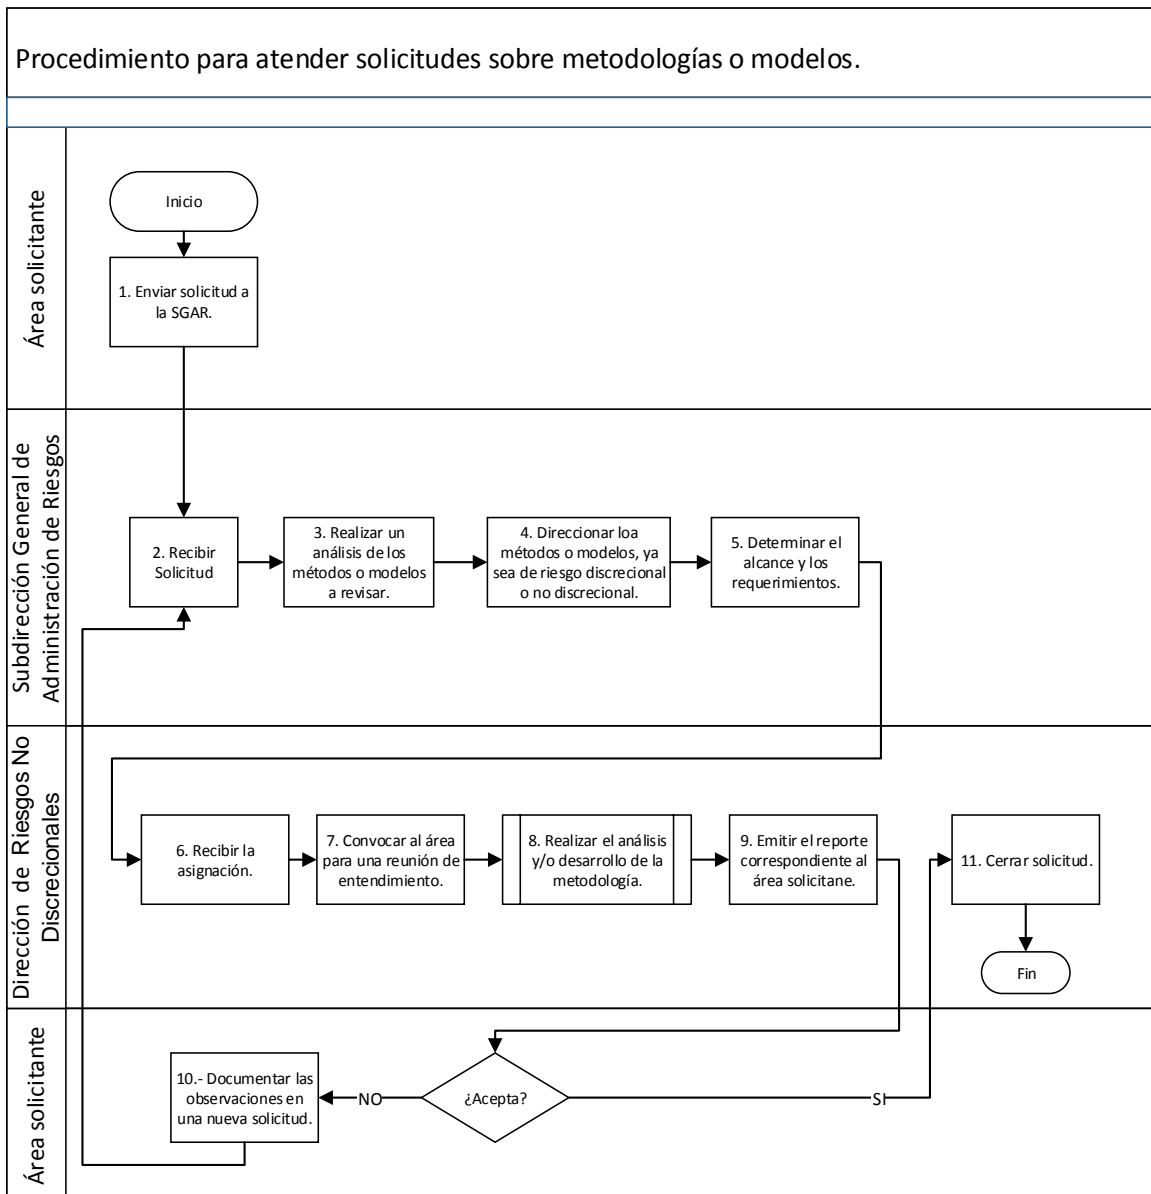 Procedimiento para atender solicitudes sobre metodologías o modelos.
Área solicitante
Inicio
1. Enviar solicitud a
la SGAR.
Subdirección General de
Administración de Riesgos
2. Recibir
Solicitud
3. Realizar un
análisis de los
métodos o modelos
a revisar.
4. Direccionar loa
métodos o modelos, ya
sea de riesgo discrecional
o no discrecional.
5. Determinar el
alcance y los
requerimientos.
Dirección de Riesgos No
Discrecionales
6. Recibir la
asignación.
7. Convocar al área
para una reunión de
entendimiento.
8. Realizar el análisis
y/o desarrollo de la
metodología.
9. Emitir el reporte
correspondiente al
área solicitane.
11. Cerrar solicitud.
Fin
Área solicitante
10.- Documentar las
observaciones en
una nueva solicitud.
NO
¿Acepta?
SI